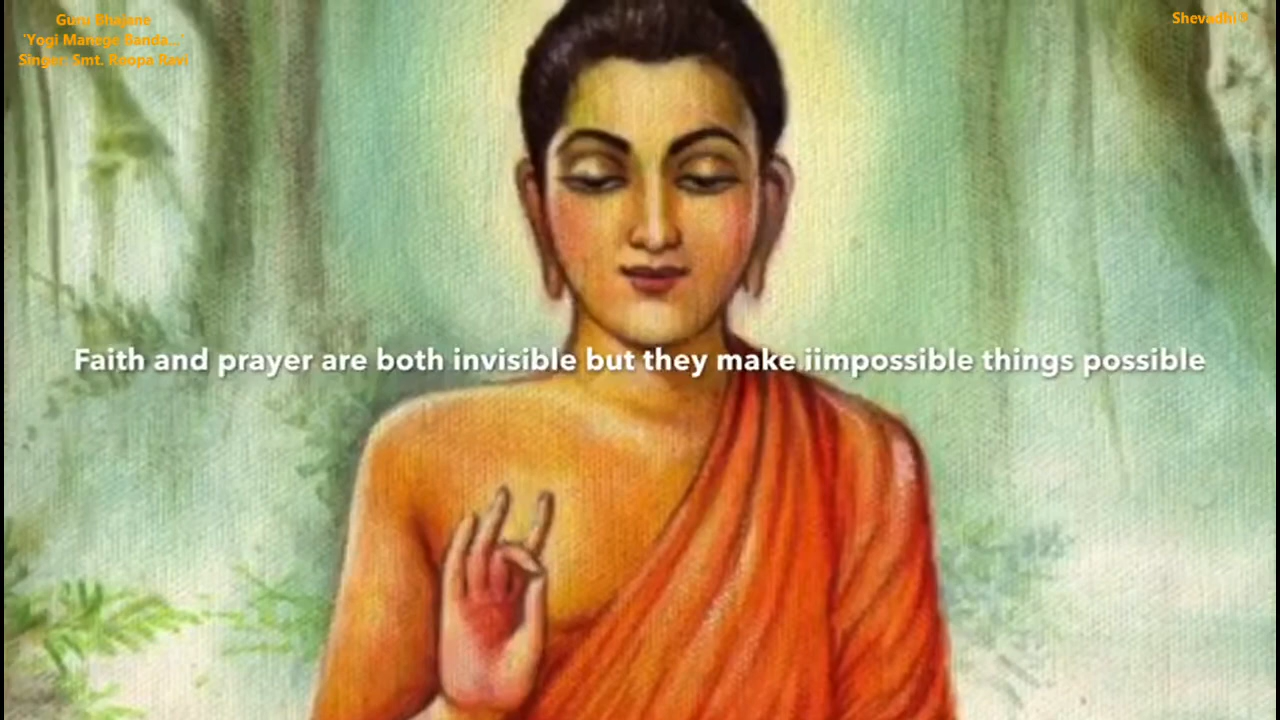 Guru Bhajane
'Yogi Manege Banda...'
Singer: Smt. Roopa Ravi
Shevadhi®
Faith and prayer are both invisible but they make iimpossible things possible